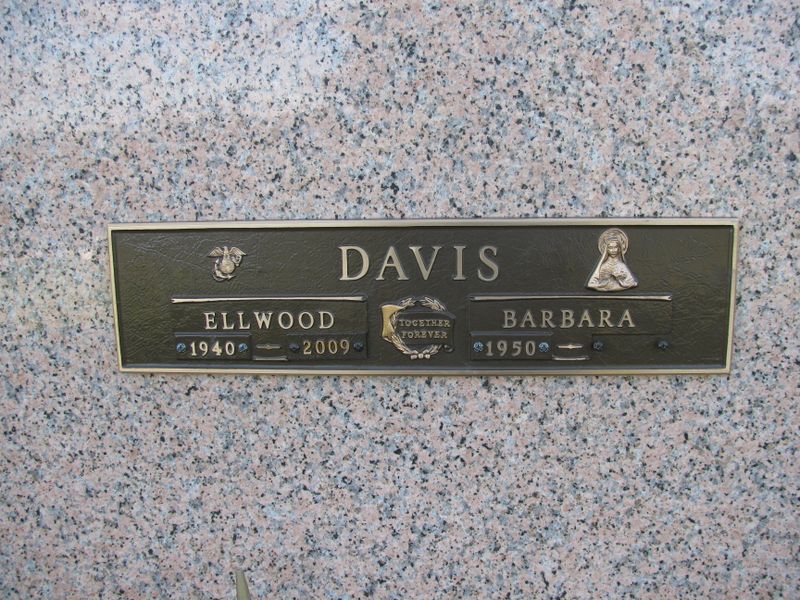 DAVIS
ELLWOOD
1940 2009
TOGETHER
FOREVER
BARBARA
1950